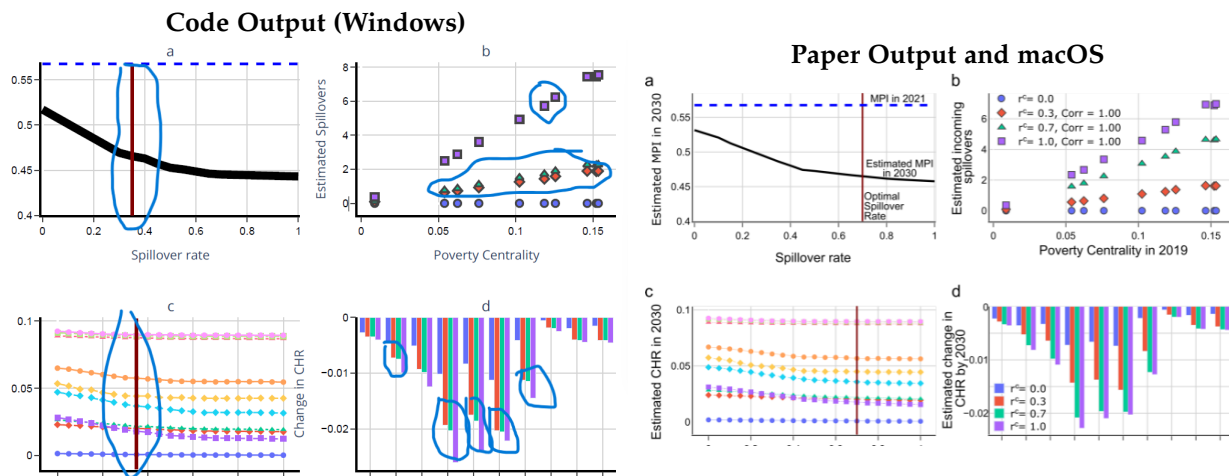 Code Output (Windows)
Paper Output and macOS
a
0.55
0.5
0.45
0.4
0 0.2 0.4 0.6 0.8 1
Spillover rate
b
Estimated Spillovers
8
6
4
2
0
0 0.05 0.1 0.15
Poverty Centrality
c
0.1
0.05
0
d
Change in CHR
0
−0.01
−0.02
a
Estimated MPI in 2030
0.55
0.5
0.45
0.4
MPI in 2021
Estimated MPI
in 2030
Optimal
Spillover
Rate
0 0.2 0.4 0.6 0.8 1
Spillover rate
b
Estimated incoming
spillovers
6
4
2
0
rᶜ= 0.0
rᶜ= 0.3, Corr = 1.00
rᶜ= 0.7, Corr = 1.00
rᶜ= 1.0, Corr = 1.00
0 0.05 0.1 0.15
Poverty Centrality in 2019
c
Estimated CHR in 2030
0.1
0.05
0
d
Estimated change in
CHR by 2030
0
−0.01
−0.02
rᶜ= 0.0
rᶜ= 0.3
rᶜ= 0.7
rᶜ= 1.0